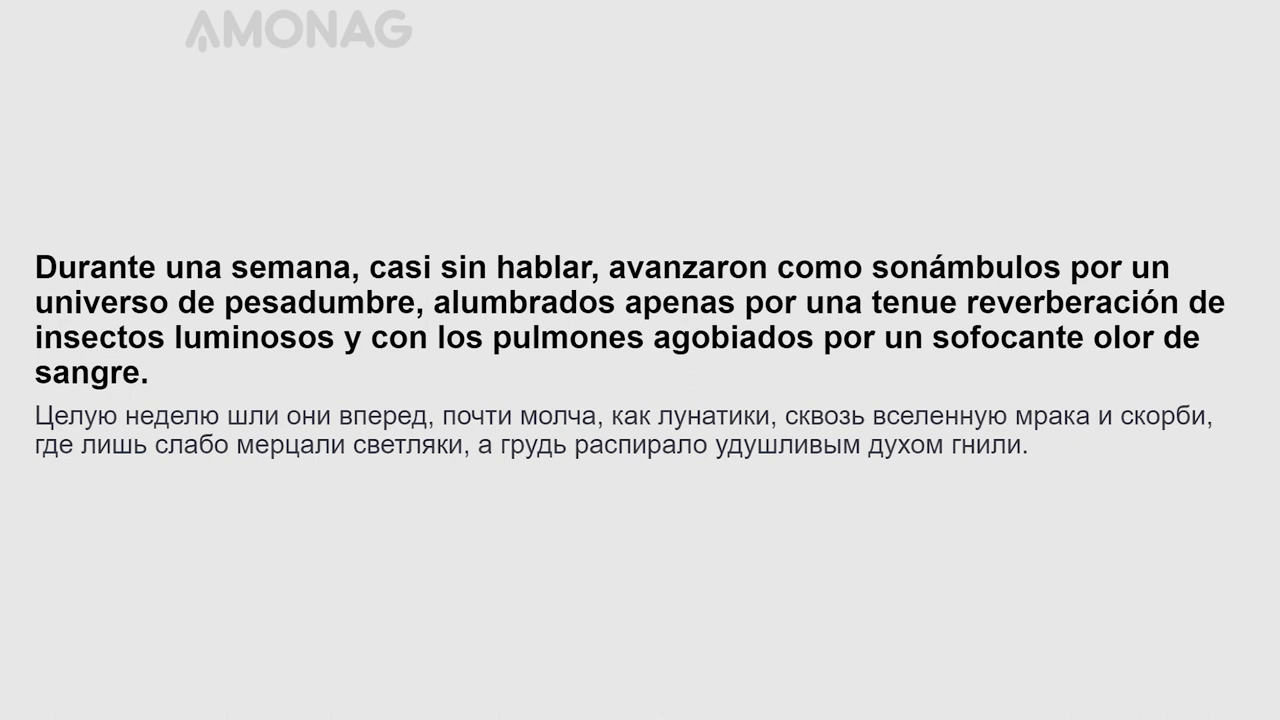 AMONAG
Durante una semana, casi sin hablar, avanzaron como sonámbulos por un
universo de pesadumbre, alumbrados apenas por una tenue reverberación de
insectos luminosos y con los pulmones agobiados por un sofocante olor de
sangre.
Целую неделю шли они вперед, почти молча, как лунатики, сквозь вселенную мрака и скорби,
где лишь слабо мерцали светляки, а грудь распирало удушливым духом гнили.